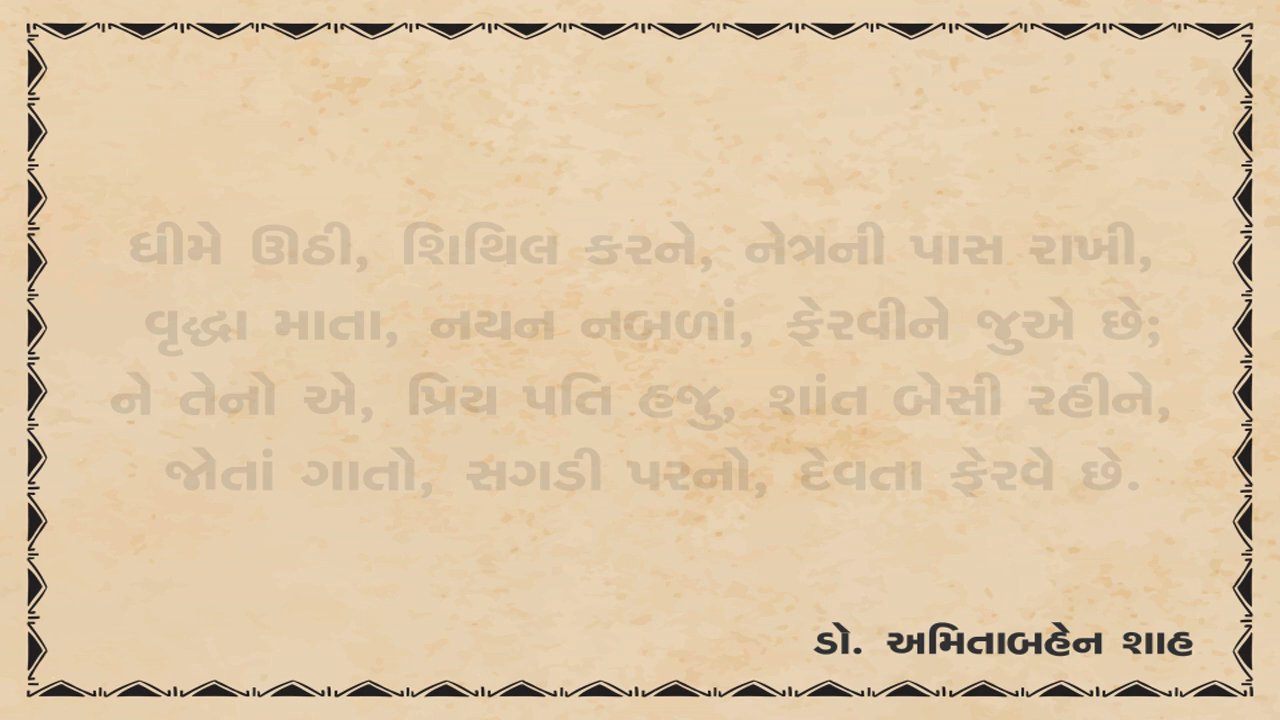 ધીમે ઊઠી, શિથિલ કરને, નેત્રની પાસ રાખી,
વૃદ્ધા માતા, નયન નબળાં, ફેરવીને જુએ છે;
ને તેનો એ, પ્રિય પતિ હજુ, શાંત બેસી રહીને,
જોતાં ગાતો, સગડી પરનો, દેવતા ફેરવે છે.
ડો. અમિતાબહેન શાહ